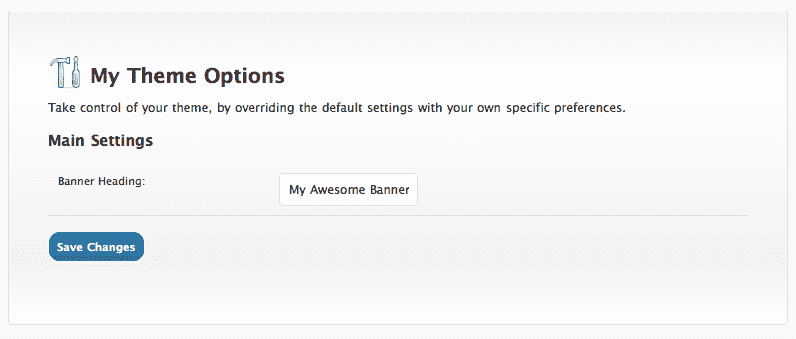 My Theme Options
Take control of your theme, by overriding the default settings with your own specific preferences.
Main Settings
Banner Heading:
My Awesome Banner
Save Changes